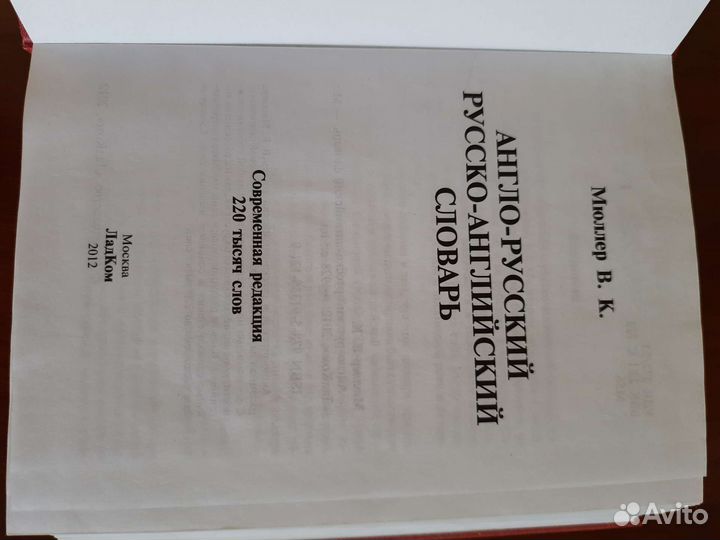 Мюллер В. К.
АНГЛО-РУССКИЙ
РУССКО-АНГЛИЙСКИЙ
СЛОВАРЬ
Современная редакция
220 тысяч слов
Москва
ЛадКом
2012
Avito